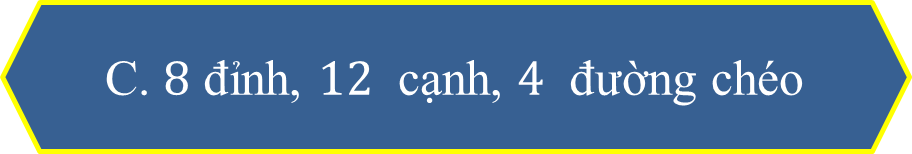 C. 8 đỉnh, 12 cạnh, 4 đường chéo